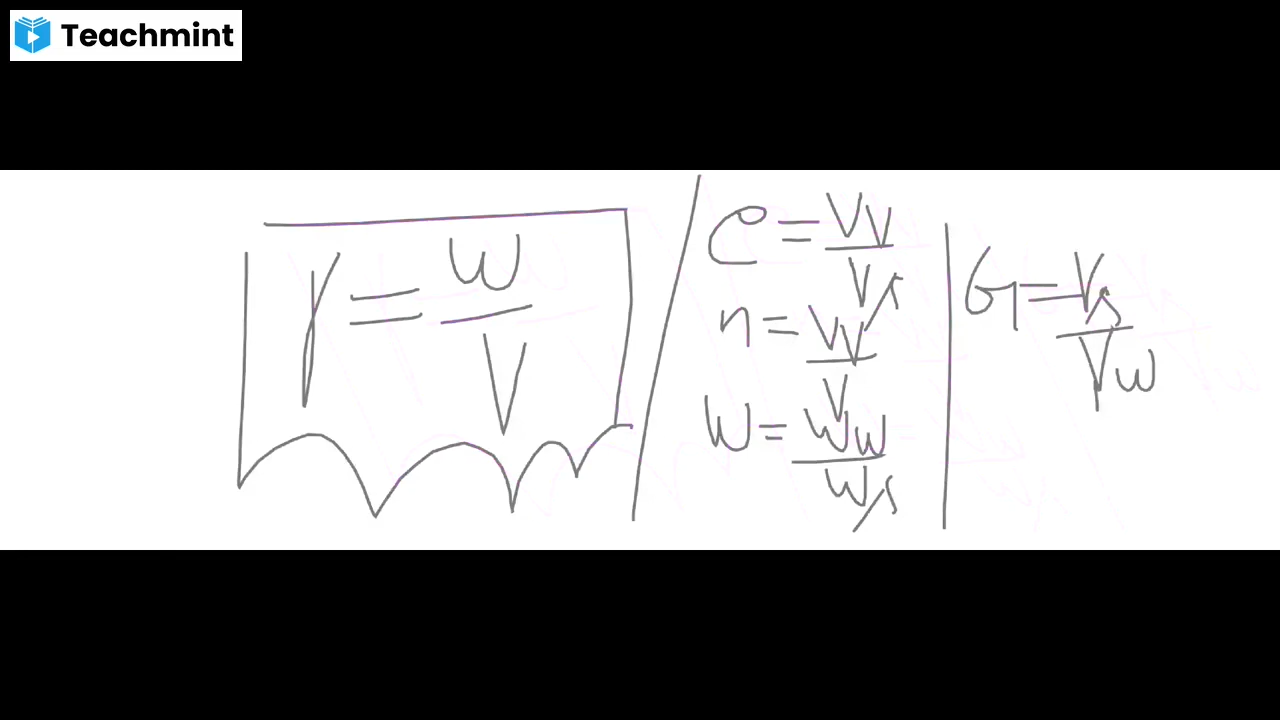 Teachmint
γ = W/V
e = Vv/Vs
n = Vv/V
W = Ww/Ws
G = γs/γw